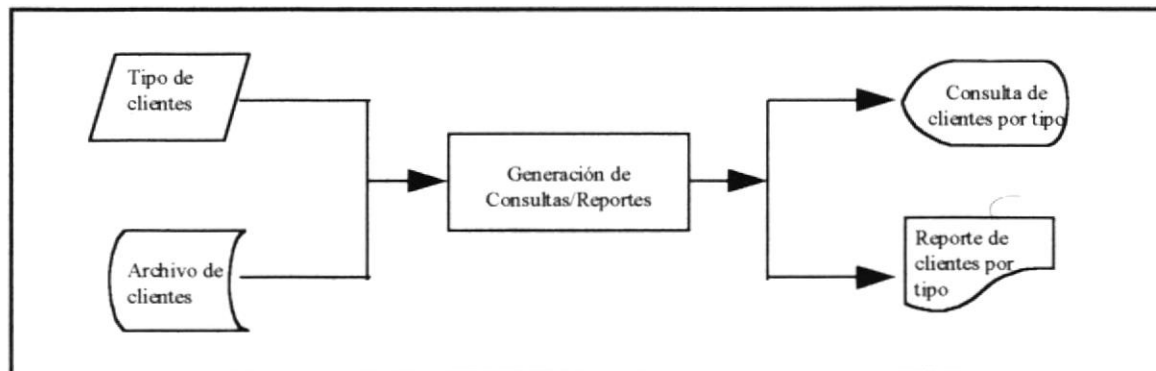 Tipo de
clientes
Archivo de
clientes
Generación de
Consultas/Reportes
Consulta de
clientes por tipo
Reporte de
clientes por
tipo